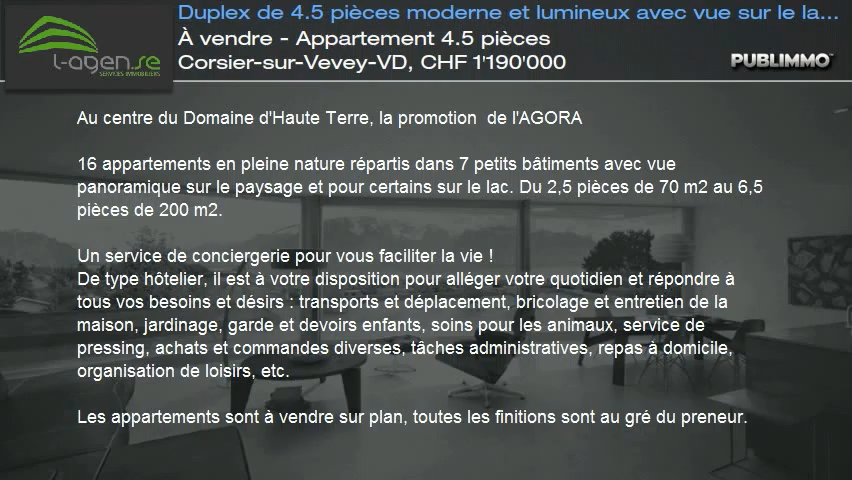 Duplex de 4.5 pièces moderne et lumineux avec vue sur le la...
À vendre - Appartement 4.5 pièces
Corsier-sur-Vevey-VD, CHF 1'190'000
l-agen.se
SERVICES IMMOBILIERS
PUBLIMMO
Au centre du Domaine d'Haute Terre, la promotion  de l'AGORA
16 appartements en pleine nature répartis dans 7 petits bâtiments avec vue
panoramique sur le paysage et pour certains sur le lac. Du 2,5 pièces de 70 m2 au 6,5
pièces de 200 m2.
Un service de conciergerie pour vous faciliter la vie !
De type hôtelier, il est à votre disposition pour alléger votre quotidien et répondre à
tous vos besoins et désirs : transports et déplacement, bricolage et entretien de la
maison, jardinage, garde et devoirs enfants, soins pour les animaux, service de
pressing, achats et commandes diverses, tâches administratives, repas à domicile,
organisation de loisirs, etc.
Les appartements sont à vendre sur plan, toutes les finitions sont au gré du preneur.